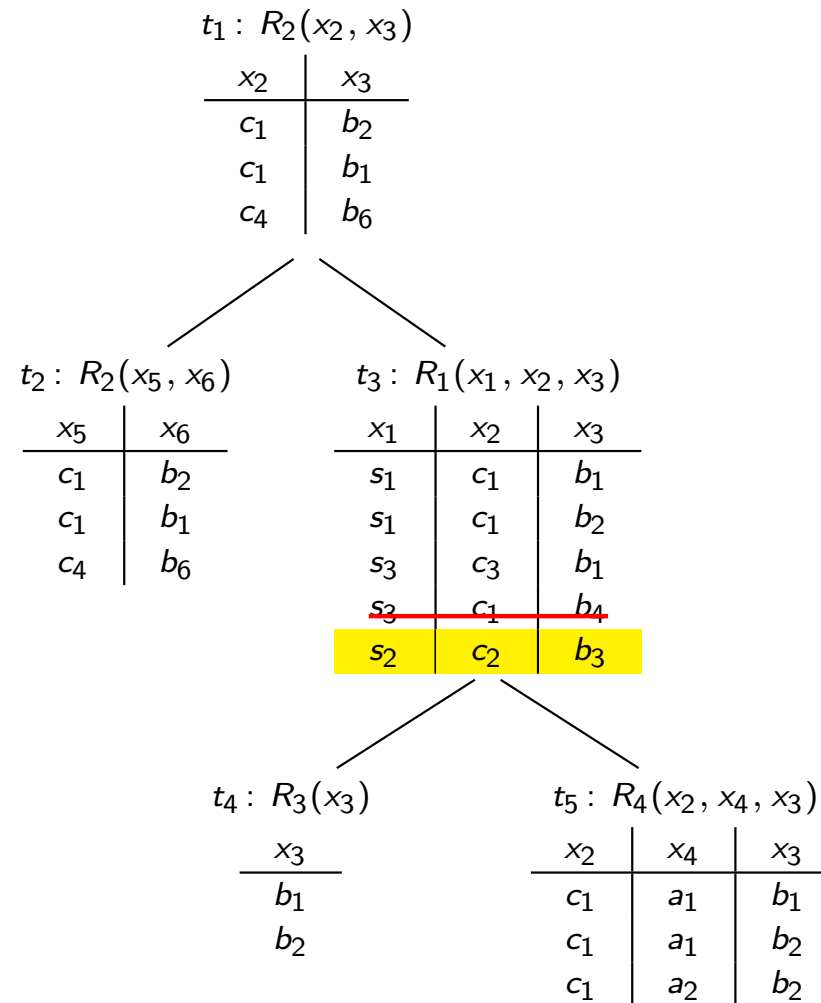 t₁ : R₂(x₂, x₃)
x₂ x₃
c₁ b₂
c₁ b₁
c₄ b₆
t₂ : R₂(x₅, x₆) t₃ : R₁(x₁, x₂, x₃)
x₅ x₆ x₁ x₂ x₃
c₁ b₂ s₁ c₁ b₁
c₁ b₁ s₁ c₁ b₂
c₄ b₆ s₃ c₃ b₁
s₃ c₁ b₄
s₂ c₂ b₃
t₄ : R₃(x₃) t₅ : R₄(x₂, x₄, x₃)
x₃ x₂ x₄ x₃
b₁ c₁ a₁ b₁
b₂ c₁ a₁ b₂
c₁ a₂ b₂